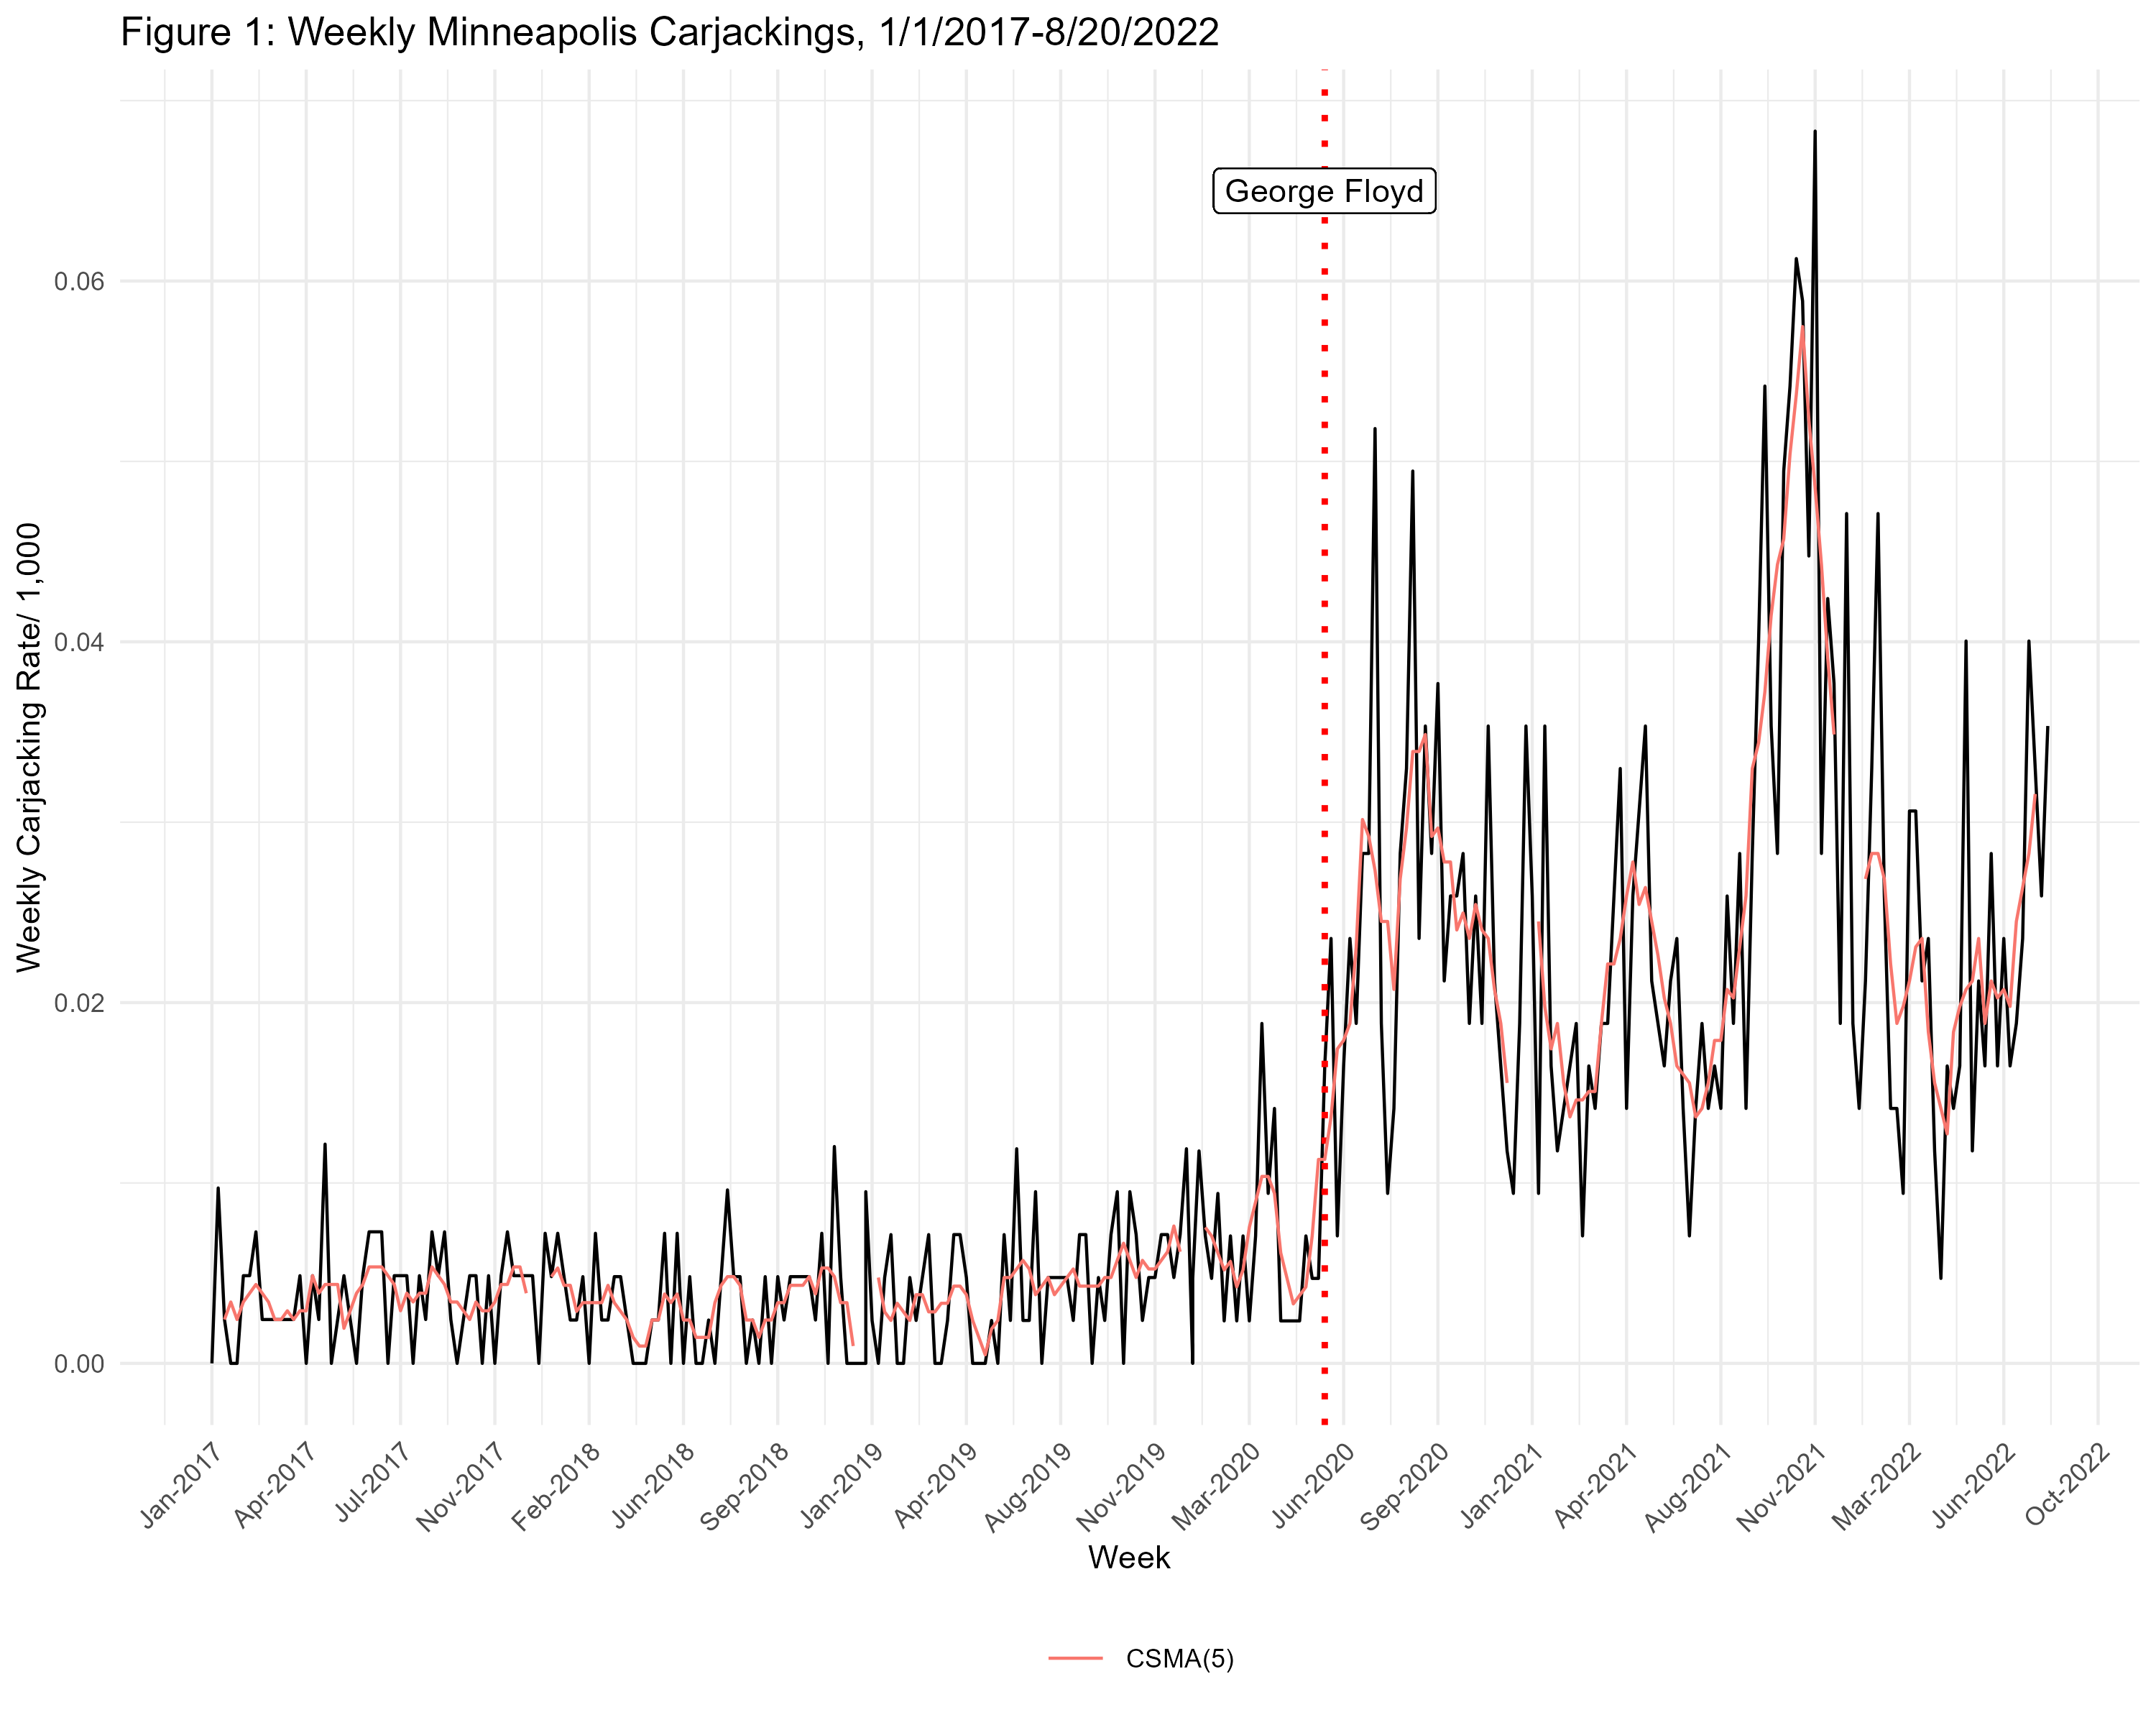 Figure 1: Weekly Minneapolis Carjackings, 1/1/2017-8/20/2022
George Floyd
Weekly Carjacking Rate/ 1,000
0.06
0.04
0.02
0.00
Jan-2017
Apr-2017
Jul-2017
Nov-2017
Feb-2018
Jun-2018
Sep-2018
Jan-2019
Apr-2019
Aug-2019
Nov-2019
Mar-2020
Jun-2020
Sep-2020
Jan-2021
Apr-2021
Aug-2021
Nov-2021
Mar-2022
Jun-2022
Oct-2022
Week
CSMA(5)